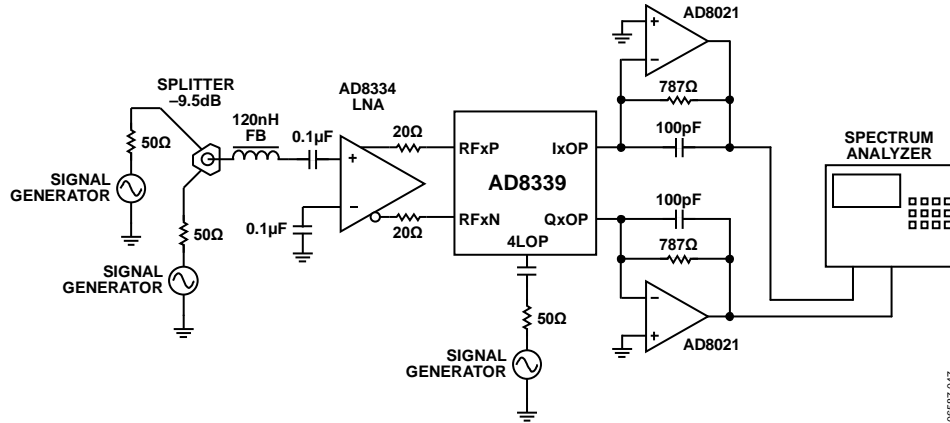 AD8021
787Ω
100pF
SPLITTER
–9.5dB
50Ω
SIGNAL
GENERATOR
50Ω
SIGNAL
GENERATOR
120nH
FB
0.1µF
0.1µF
AD8334
LNA
+
–
20Ω
20Ω
RFxP
IxOP
AD8339
RFxN
QxOP
4LOP
50Ω
SIGNAL
GENERATOR
100pF
787Ω
AD8021
+
–
–
+
SPECTRUM
ANALYZER